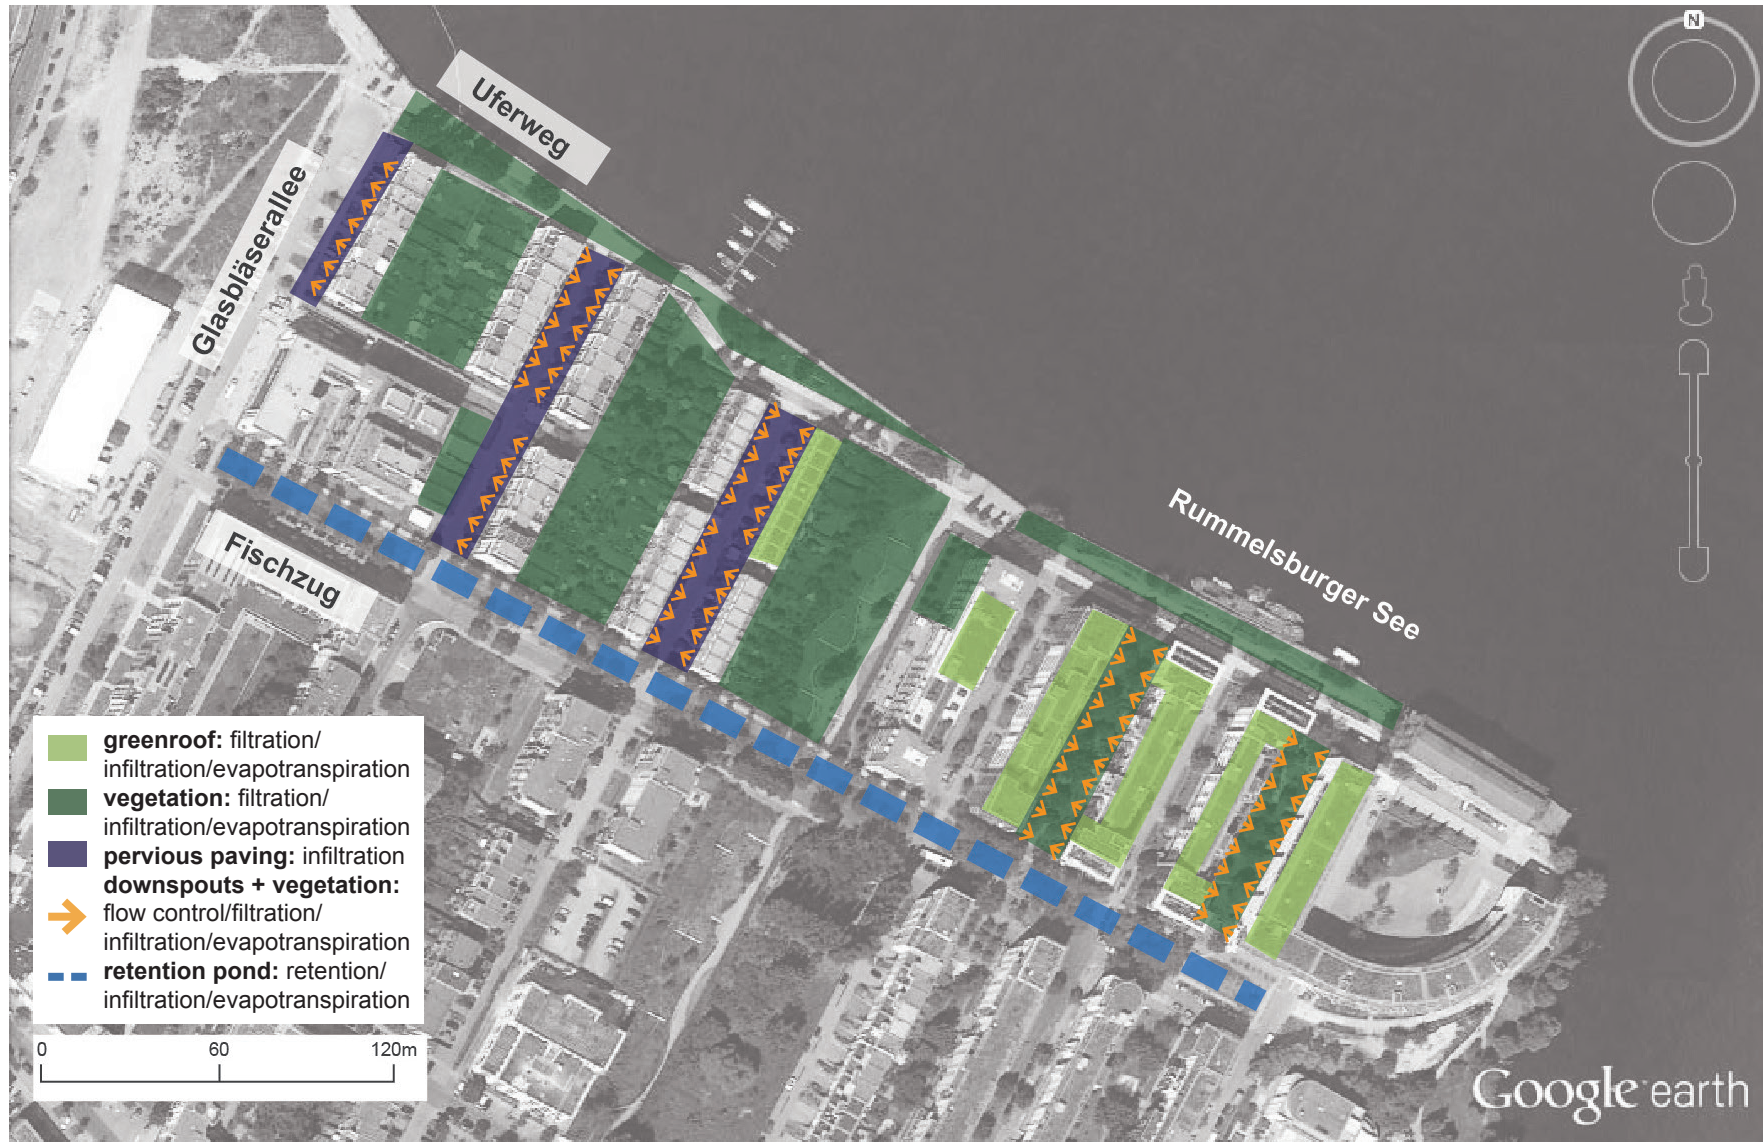 N
Uferweg
Glasbläserallee
Fischzug
Rummelsburger See
greenroof: filtration/
infiltration/evapotranspiration
vegetation: filtration/
infiltration/evapotranspiration
pervious paving: infiltration
downspouts + vegetation:
flow control/filtration/
infiltration/evapotranspiration
retention pond: retention/
infiltration/evapotranspiration
0 60 120m
Google earth